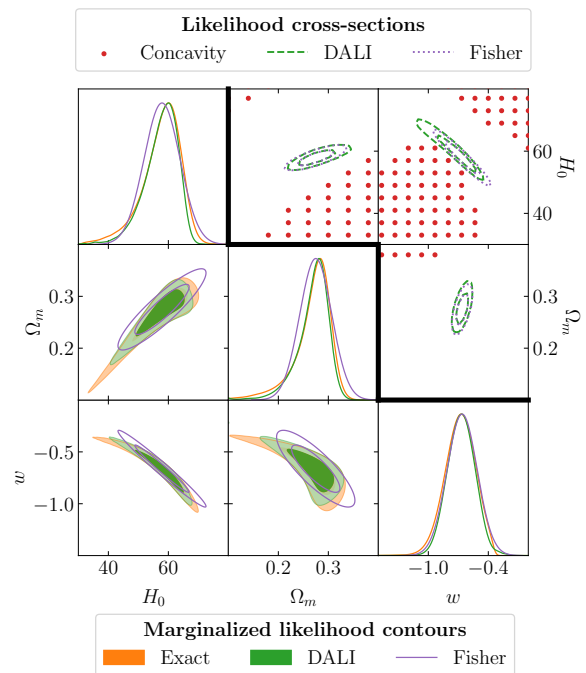 Likelihood cross-sections
Concavity DALI Fisher
60
40
H₀
0.3
0.2
Ωₘ
0.3
0.2
Ωₘ
−0.5
−1.0
w
40 60
0.2 0.3
−1.0 −0.4
H₀ Ωₘ w
Marginalized likelihood contours
Exact DALI Fisher